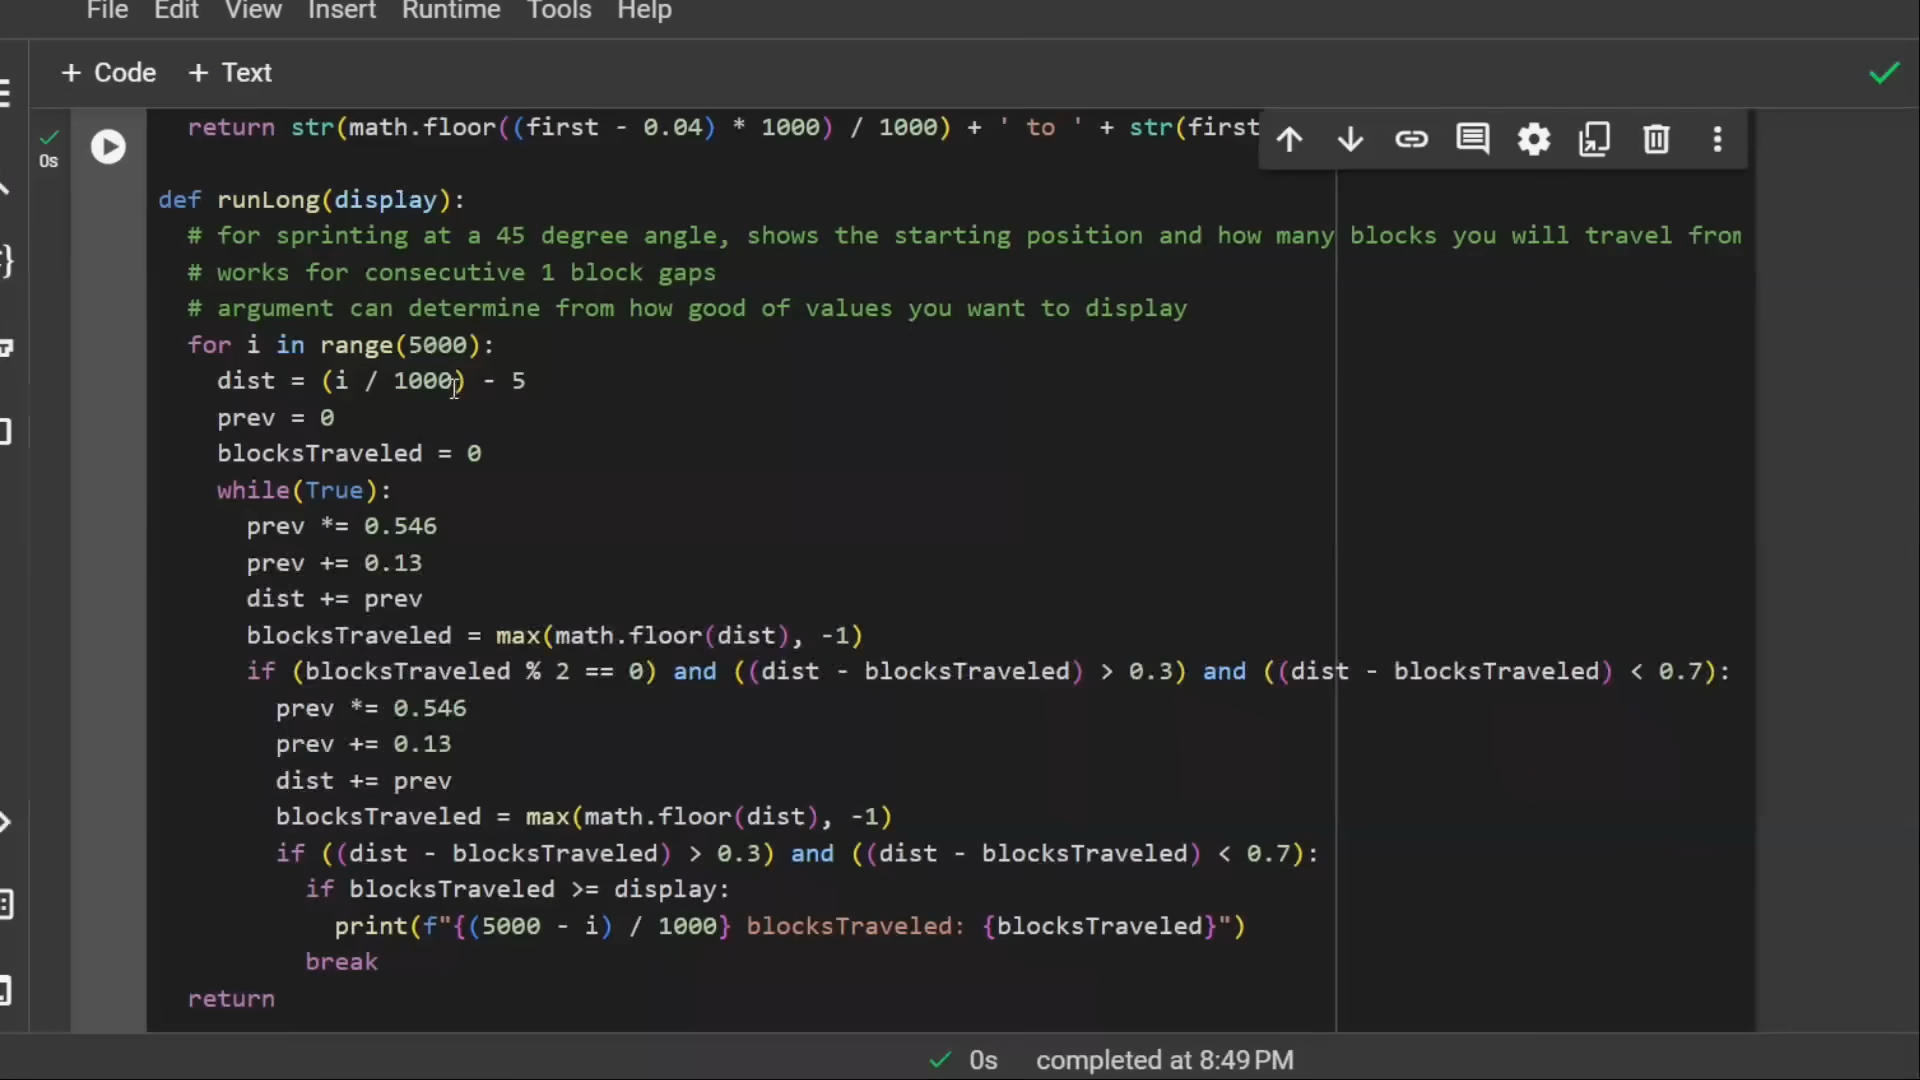 File Edit View Insert Runtime Tools Help
+ Code + Text
return str(math.floor((first - 0.04) * 1000) / 1000) + ' to ' + str(first
0s
def runLong(display):
# for sprinting at a 45 degree angle, shows the starting position and how many blocks you will travel from
# works for consecutive 1 block gaps
# argument can determine from how good of values you want to display
for i in range(5000):
dist = (i / 1000) - 5
prev = 0
blocksTraveled = 0
while(True):
prev *= 0.546
prev += 0.13
dist += prev
blocksTraveled = max(math.floor(dist), -1)
if (blocksTraveled % 2 == 0) and ((dist - blocksTraveled) > 0.3) and ((dist - blocksTraveled) < 0.7):
prev *= 0.546
prev += 0.13
dist += prev
blocksTraveled = max(math.floor(dist), -1)
if ((dist - blocksTraveled) > 0.3) and ((dist - blocksTraveled) < 0.7):
if blocksTraveled >= display:
print(f"{(5000 - i) / 1000} blocksTraveled: {blocksTraveled}")
break
return
0s completed at 8:49 PM